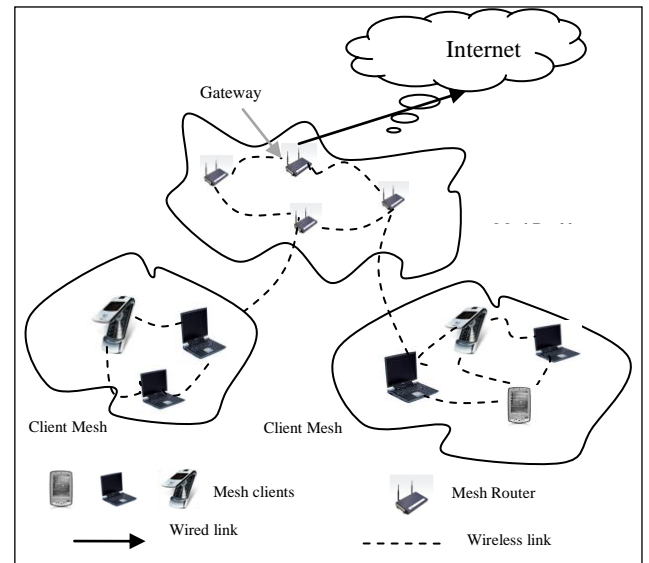 Internet
Gateway
Client Mesh
Client Mesh
Mesh clients
Mesh Router
Wired link
Wireless link